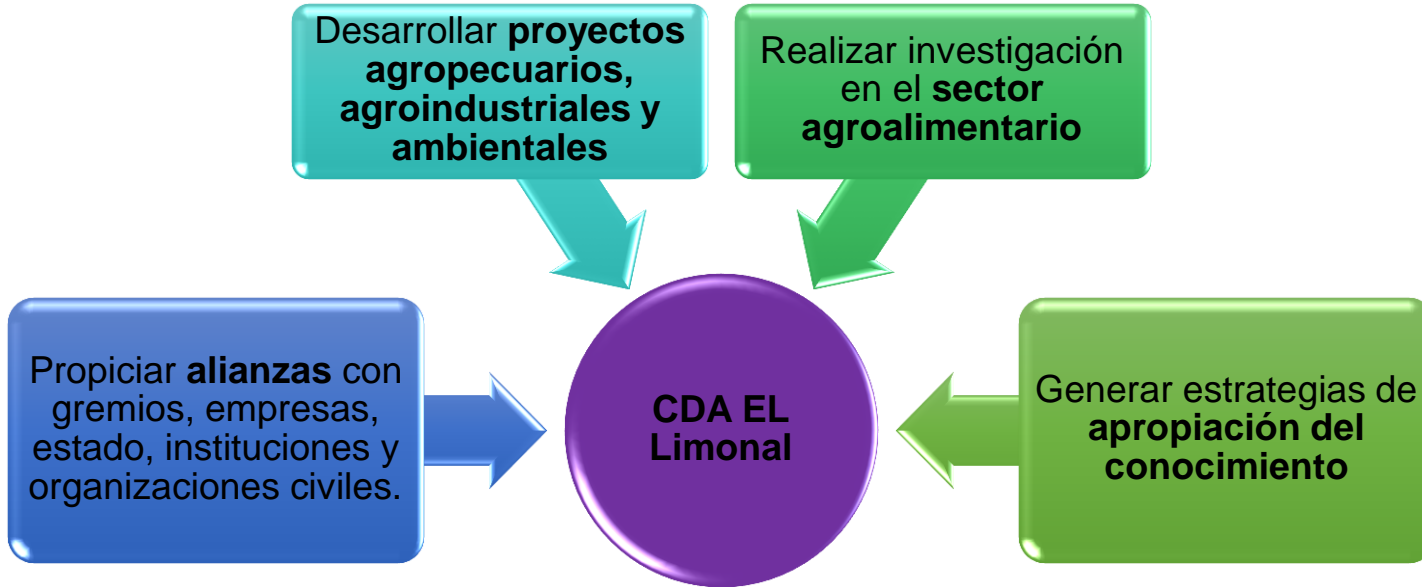 Desarrollar proyectos
agropecuarios,
agroindustriales y
ambientales
Realizar investigación
en el sector
agroalimentario
Propiciar alianzas con
gremios, empresas,
estado, instituciones y
organizaciones civiles.
CDA EL
Limonal
Generar estrategias de
apropiación del
conocimiento